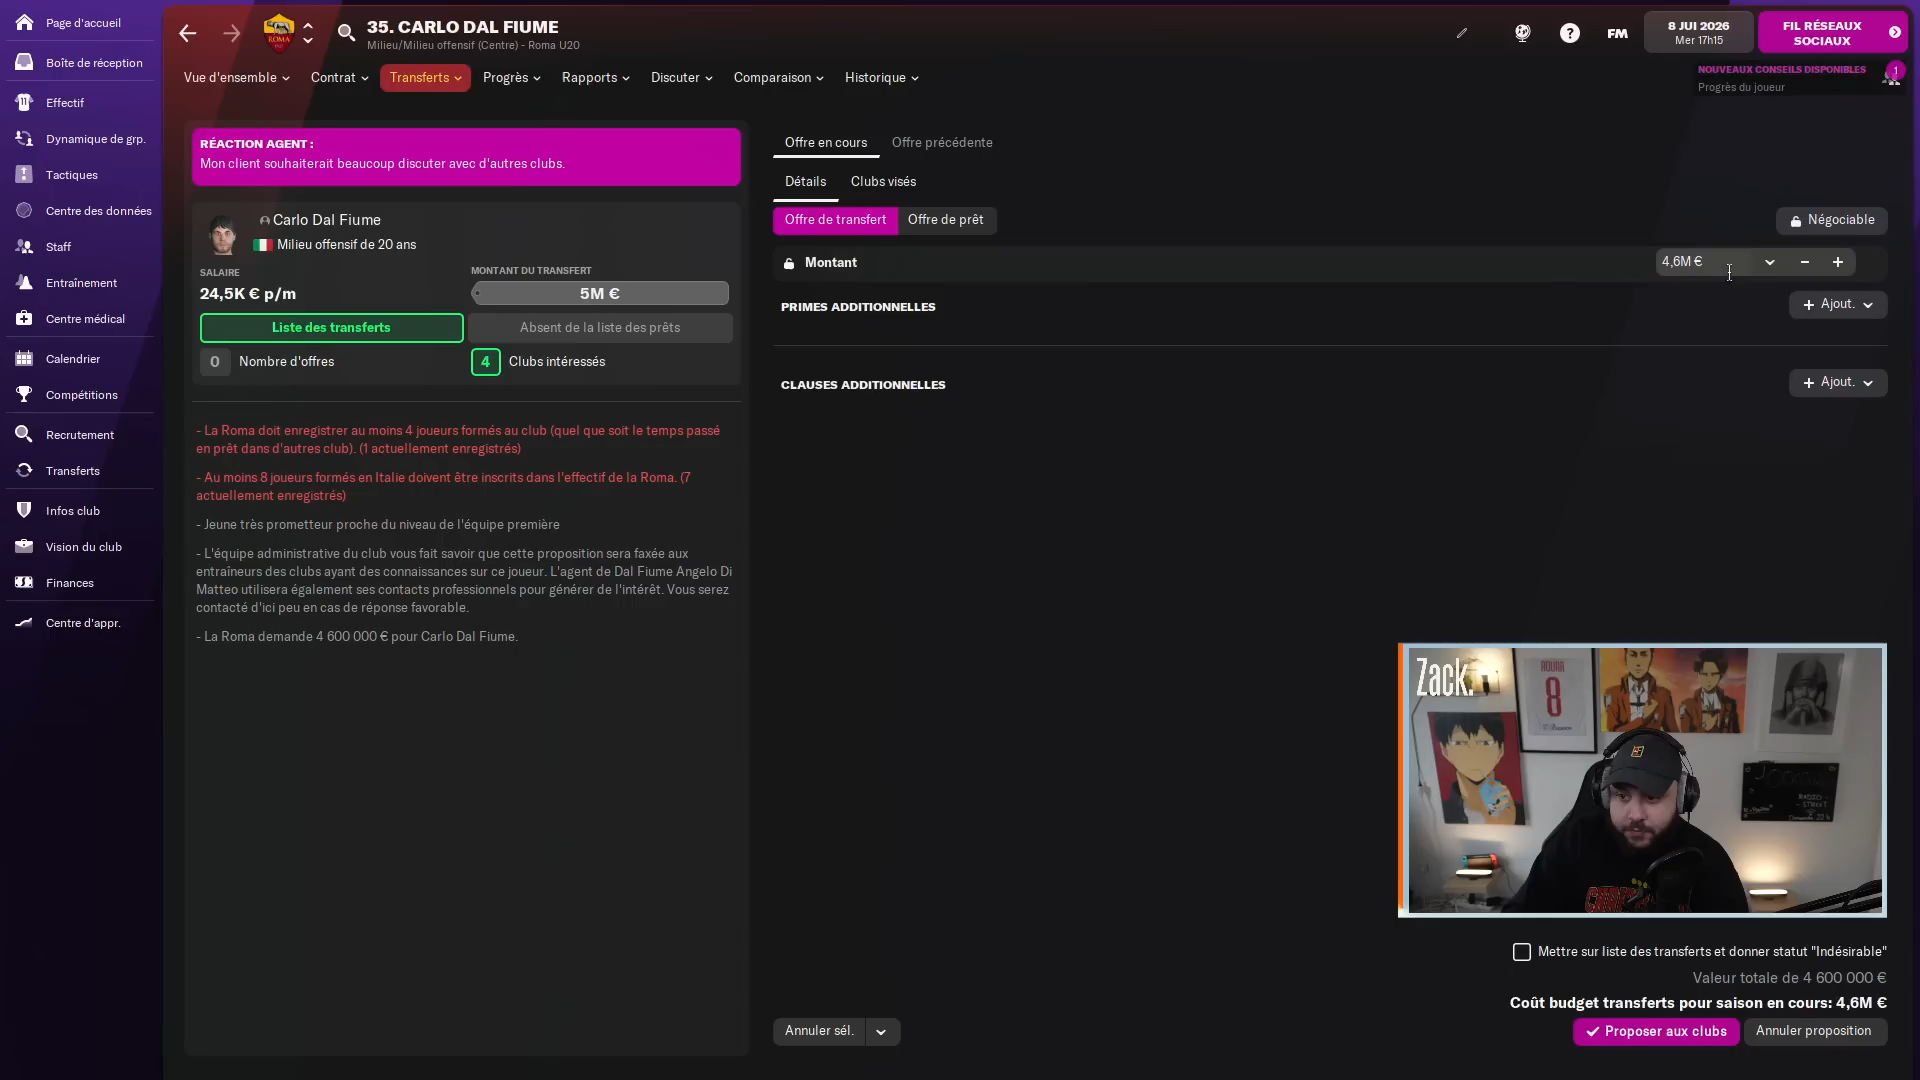 Page d'accueil
Boîte de réception
Effectif
Dynamique de grp.
Tactiques
Centre des données
Staff
Entraînement
Centre médical
Calendrier
Compétitions
Recrutement
Transferts
Infos club
Vision du club
Finances
Centre d'appr.
35. CARLO DAL FIUME
Milieu/Milieu offensif (Centre) - Roma U20
FM
8 JUI 2026
Mer 17h15
FIL RÉSEAUX
SOCIAUX
Vue d'ensemble
Contrat
Transferts
Progrès
Rapports
Discuter
Comparaison
Historique
NOUVEAUX CONSEILS DISPONIBLES
1
Progrès du joueur
RÉACTION AGENT :
Mon client souhaiterait beaucoup discuter avec d'autres clubs.
Carlo Dal Fiume
Milieu offensif de 20 ans
SALAIRE
24,5K € p/m
MONTANT DU TRANSFERT
5M €
Liste des transferts
Absent de la liste des prêts
0 Nombre d'offres
4 Clubs intéressés
- La Roma doit enregistrer au moins 4 joueurs formés au club (quel que soit le temps passé
en prêt dans d'autres club). (1 actuellement enregistrés)
- Au moins 8 joueurs formés en Italie doivent être inscrits dans l'effectif de la Roma. (7
actuellement enregistrés)
- Jeune très prometteur proche du niveau de l'équipe première
- L'équipe administrative du club vous fait savoir que cette proposition sera faxée aux
entraîneurs des clubs ayant des connaissances sur ce joueur. L'agent de Dal Fiume Angelo Di
Matteo utilisera également ses contacts professionnels pour générer de l'intérêt. Vous serez
contacté d'ici peu en cas de réponse favorable.
- La Roma demande 4 600 000 € pour Carlo Dal Fiume.
Offre en cours
Offre précédente
Détails
Clubs visés
Offre de transfert
Offre de prêt
Négociable
Montant
4,6M €
PRIMES ADDITIONNELLES
Ajout.
CLAUSES ADDITIONNELLES
Ajout.
Zack.
8
Mettre sur liste des transferts et donner statut "Indésirable"
Valeur totale de 4 600 000 €
Coût budget transferts pour saison en cours: 4,6M €
Annuler sél.
Proposer aux clubs
Annuler proposition